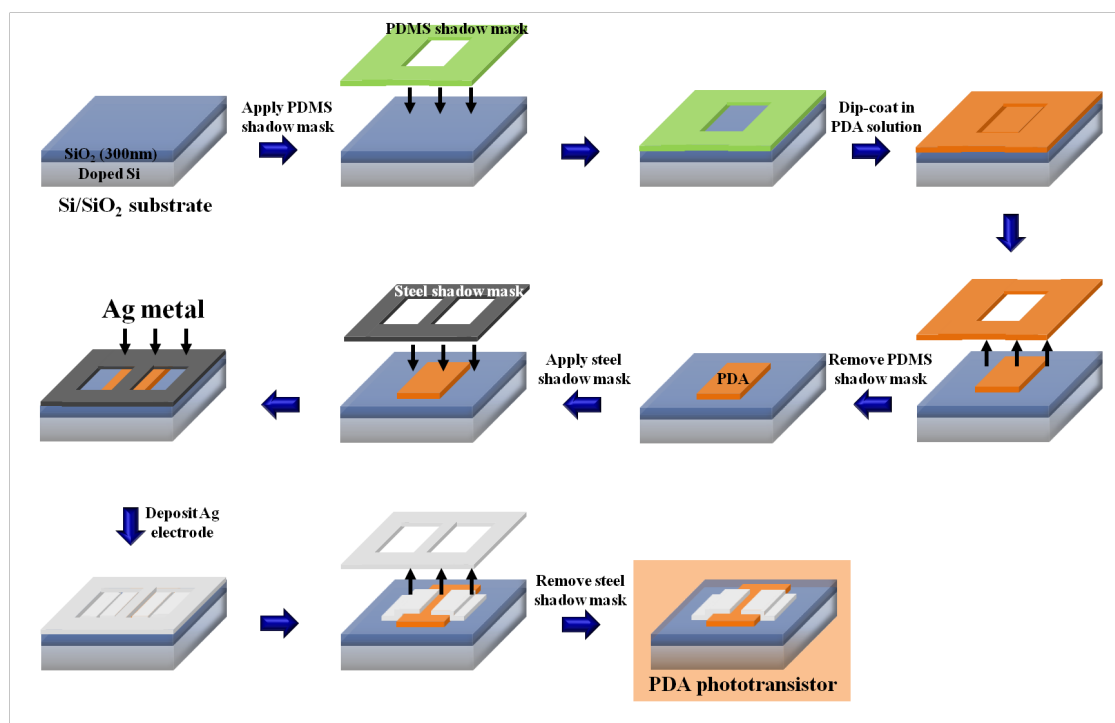 PDMS shadow mask
Apply PDMS
shadow mask
SiO₂ (300nm)
Doped Si
Si/SiO₂ substrate
Dip-coat in
PDA solution
Remove PDMS
shadow mask
PDA
Apply steel
shadow mask
Steel shadow mask
Ag metal
Deposit Ag
electrode
Remove steel
shadow mask
PDA phototransistor